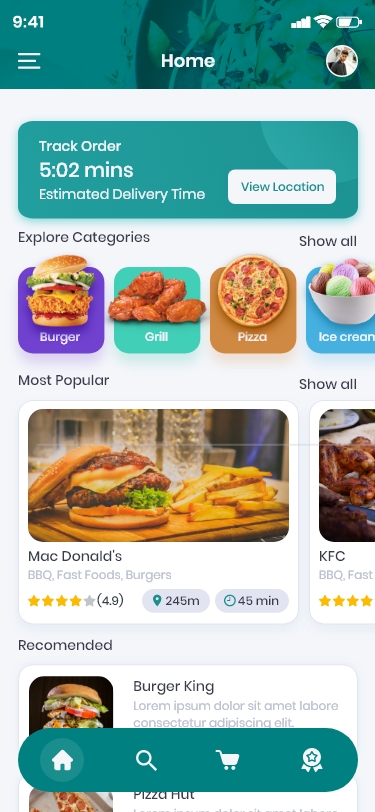 9:41
Home
Track Order
5:02 mins
Estimated Delivery Time
View Location
Explore Categories
Show all
Burger
Grill
Pizza
Ice cream
Most Popular
Show all
Mac Donald's
BBQ, Fast Foods, Burgers
(4.9)
245m
45 min
KFC
BBQ, Fast
Recomended
Burger King
Lorem ipsum dolor sit amet labore
consectetur adipiscing elit.
Pizza Hut
Lorem ipsum dolor sit amet labore